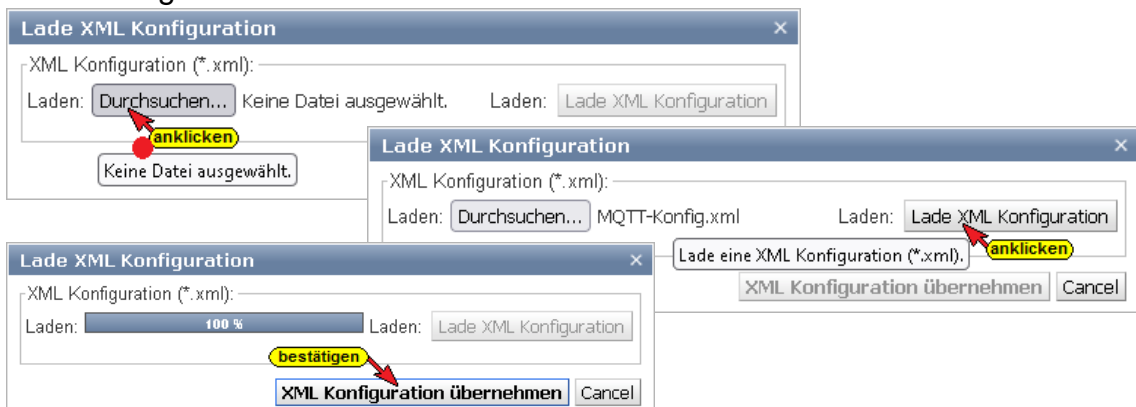 Lade XML Konfiguration ×
XML Konfiguration (*.xml):
Laden: Durchsuchen... Keine Datei ausgewählt. Laden: Lade XML Konfiguration
anklicken
Keine Datei ausgewählt.
Lade XML Konfiguration ×
XML Konfiguration (*.xml):
Laden: Durchsuchen... MQTT-Konfig.xml Laden: Lade XML Konfiguration
anklicken
Lade eine XML Konfiguration (*.xml).
XML Konfiguration übernehmen Cancel
Lade XML Konfiguration ×
XML Konfiguration (*.xml):
Laden: 100 % Laden: Lade XML Konfiguration
bestätigen
XML Konfiguration übernehmen Cancel